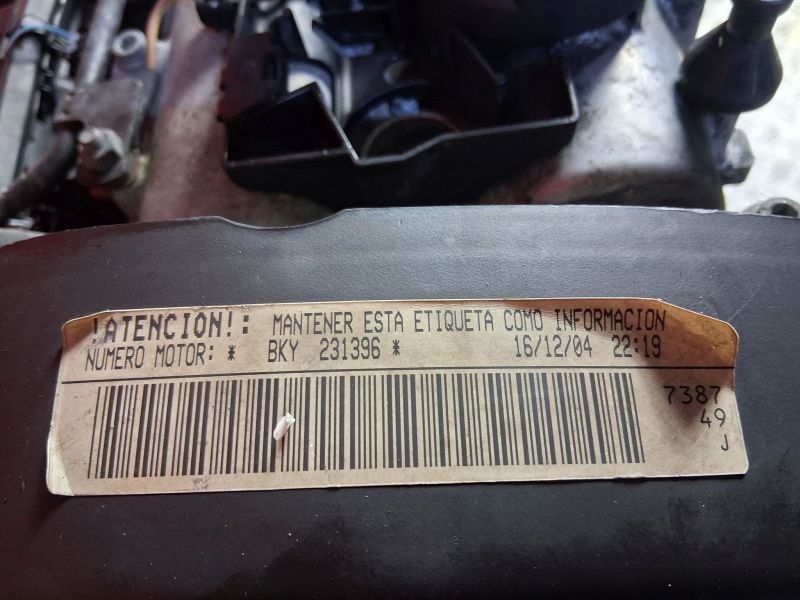 !ATENCION!: MANTENER ESTA ETIQUETA COMO INFORMACION
NUMERO MOTOR: * BKY 231396 * 16/12/04 22:19
7387
49
J